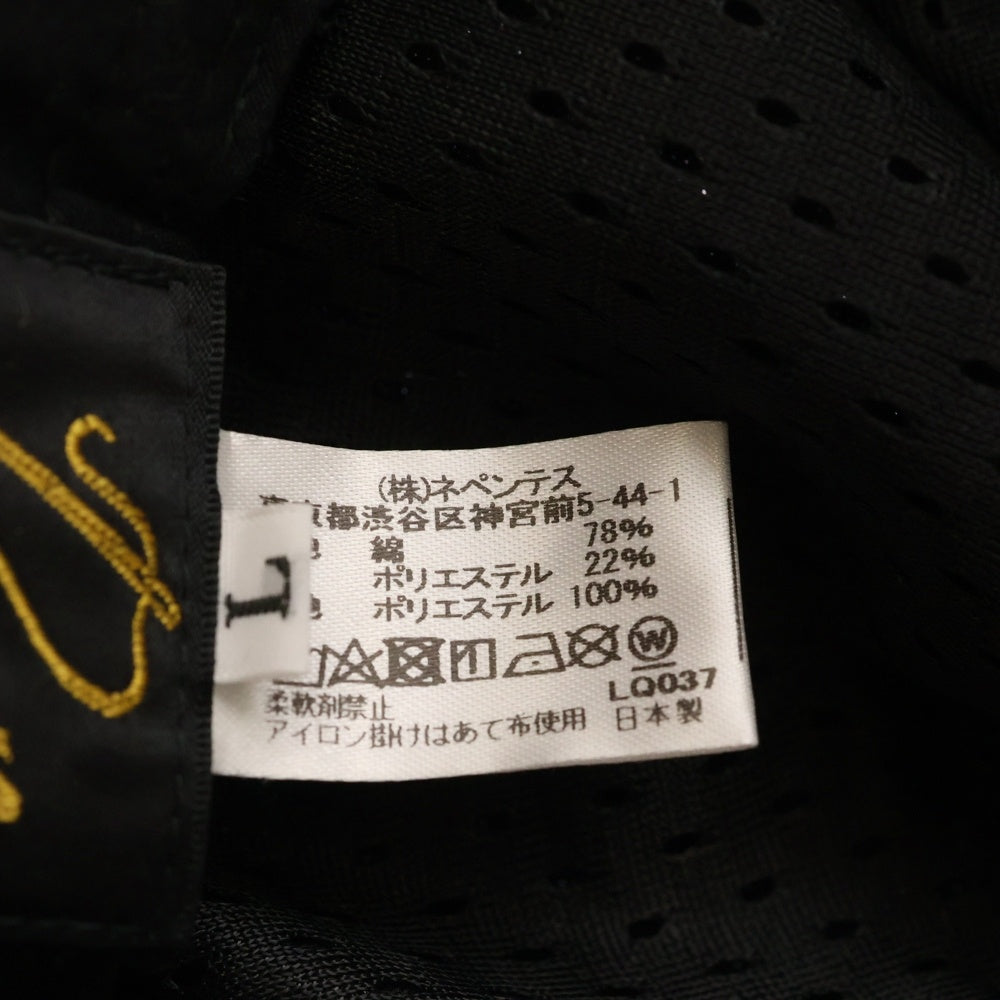 (株)ネペンテス
京都渋谷区神宮前5-44-1
綿 78%
ポリエステル 22%
地 ポリエステル 100%
L
W
LQ037
柔軟剤禁止
アイロン掛けはあて布使用 日本製